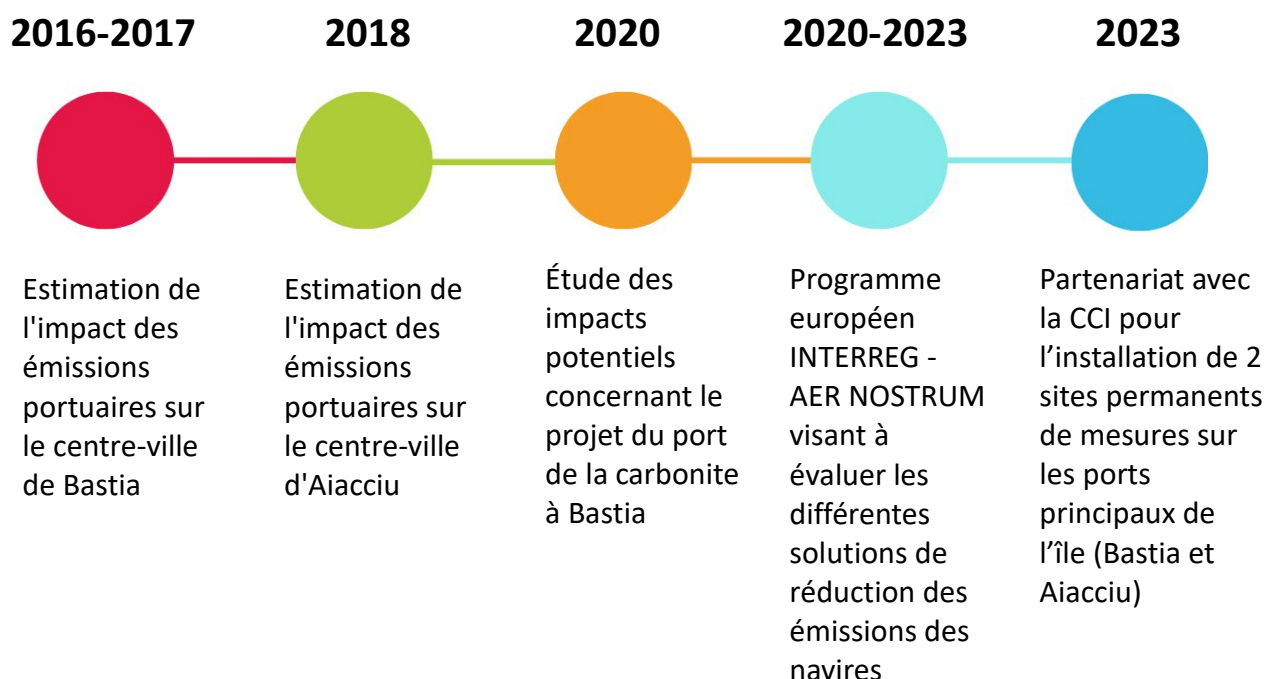 2016-2017
2018
2020
2020-2023
2023
Estimation de
l'impact des
émissions
portuaires sur
le centre-ville
de Bastia
Estimation de
l'impact des
émissions
portuaires sur
le centre-ville
d'Aiacciu
Étude des
impacts
potentiels
concernant le
projet du port
de la carbonite
à Bastia
Programme
européen
INTERREG -
AER NOSTRUM
visant à
évaluer les
différentes
solutions de
réduction des
émissions des
navires
Partenariat avec
la CCI pour
l’installation de 2
sites permanents
de mesures sur
les ports
principaux de
l’île (Bastia et
Aiacciu)